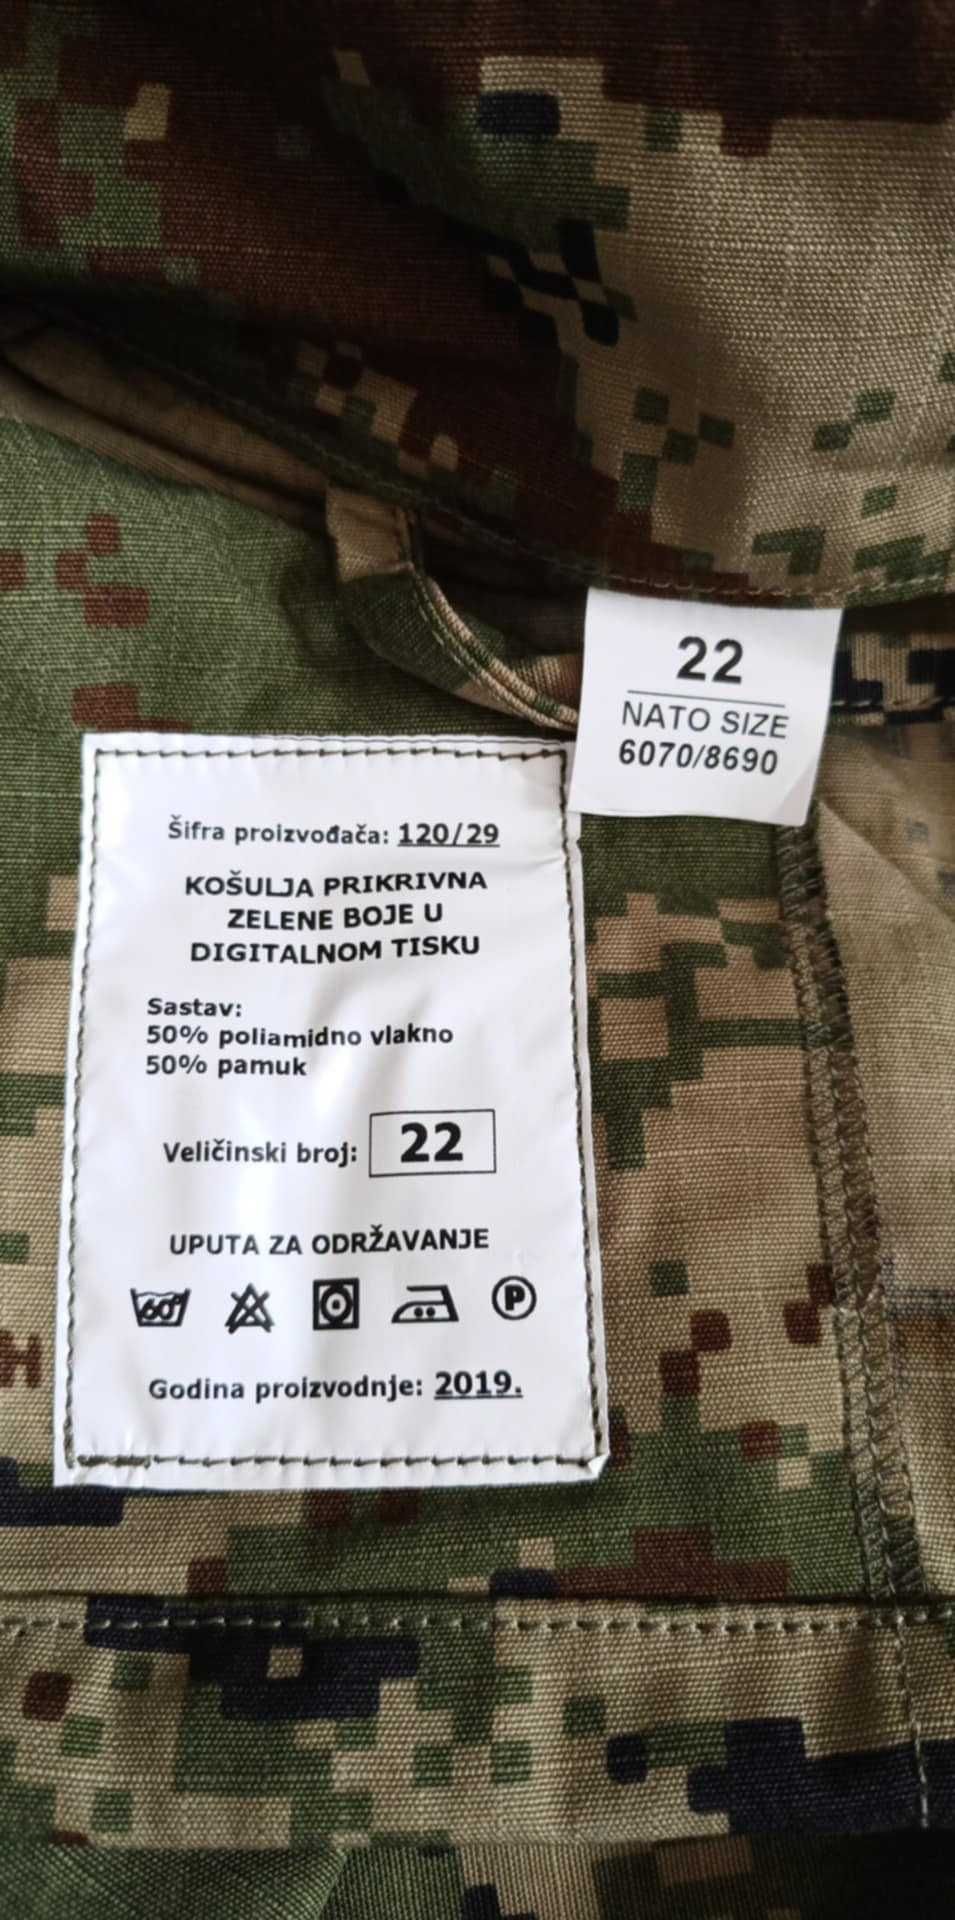 22
NATO SIZE
6070/8690
Šifra proizvođača: 120/29
KOŠULJA PRIKRIVNA
ZELENE BOJE U
DIGITALNOM TISKU
Sastav:
50% poliamidno vlakno
50% pamuk
Veličinski broj: 22
UPUTA ZA ODRŽAVANJE
60° P
Godina proizvodnje: 2019.